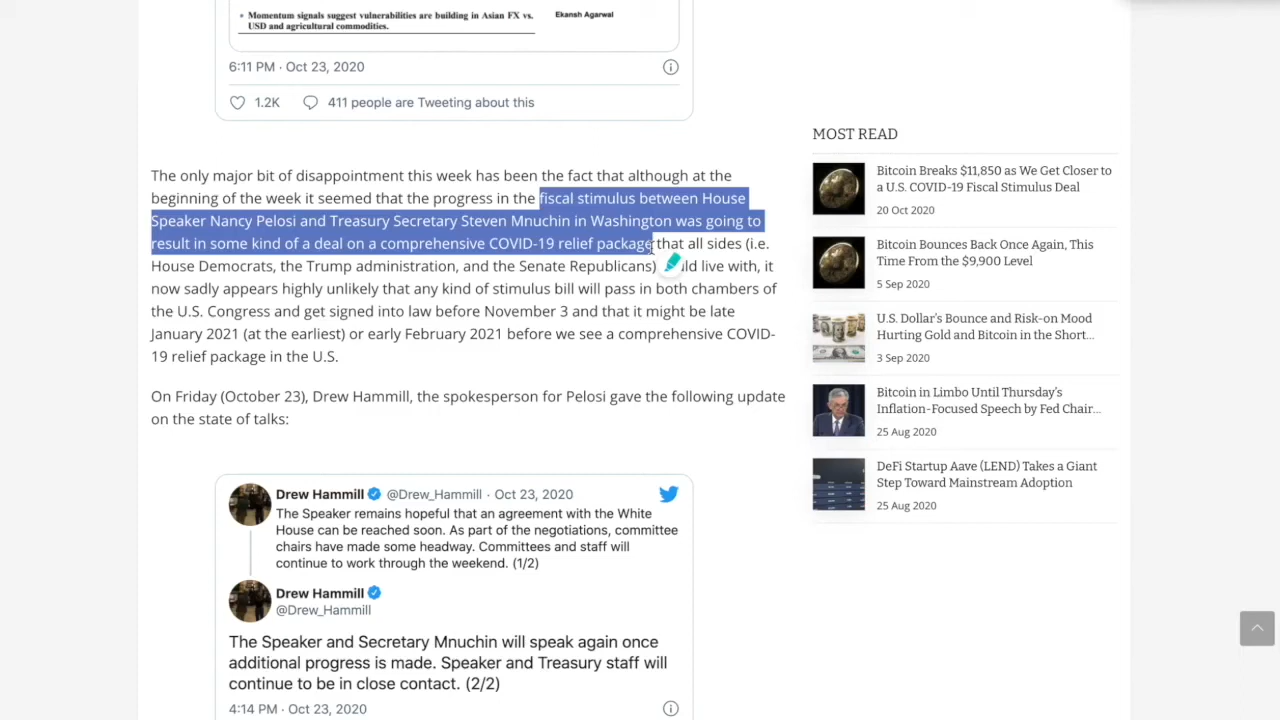 • Momentum signals suggest vulnerabilities are building in Asian FX vs.
USD and agricultural commodities.
Ekansh Agarwal
6:11 PM · Oct 23, 2020
1.2K 411 people are Tweeting about this
The only major bit of disappointment this week has been the fact that although at the
beginning of the week it seemed that the progress in the fiscal stimulus between House
Speaker Nancy Pelosi and Treasury Secretary Steven Mnuchin in Washington was going to
result in some kind of a deal on a comprehensive COVID-19 relief package that all sides (i.e.
House Democrats, the Trump administration, and the Senate Republicans) uld live with, it
now sadly appears highly unlikely that any kind of stimulus bill will pass in both chambers of
the U.S. Congress and get signed into law before November 3 and that it might be late
January 2021 (at the earliest) or early February 2021 before we see a comprehensive COVID-
19 relief package in the U.S.
On Friday (October 23), Drew Hammill, the spokesperson for Pelosi gave the following update
on the state of talks:
Drew Hammill @Drew_Hammill · Oct 23, 2020
The Speaker remains hopeful that an agreement with the White
House can be reached soon. As part of the negotiations, committee
chairs have made some headway. Committees and staff will
continue to work through the weekend. (1/2)
Drew Hammill
@Drew_Hammill
The Speaker and Secretary Mnuchin will speak again once
additional progress is made. Speaker and Treasury staff will
continue to be in close contact. (2/2)
4:14 PM · Oct 23, 2020
MOST READ
Bitcoin Breaks $11,850 as We Get Closer to
a U.S. COVID-19 Fiscal Stimulus Deal
20 Oct 2020
Bitcoin Bounces Back Once Again, This
Time From the $9,900 Level
5 Sep 2020
U.S. Dollar's Bounce and Risk-on Mood
Hurting Gold and Bitcoin in the Short...
3 Sep 2020
Bitcoin in Limbo Until Thursday's
Inflation-Focused Speech by Fed Chair...
25 Aug 2020
DeFi Startup Aave (LEND) Takes a Giant
Step Toward Mainstream Adoption
25 Aug 2020